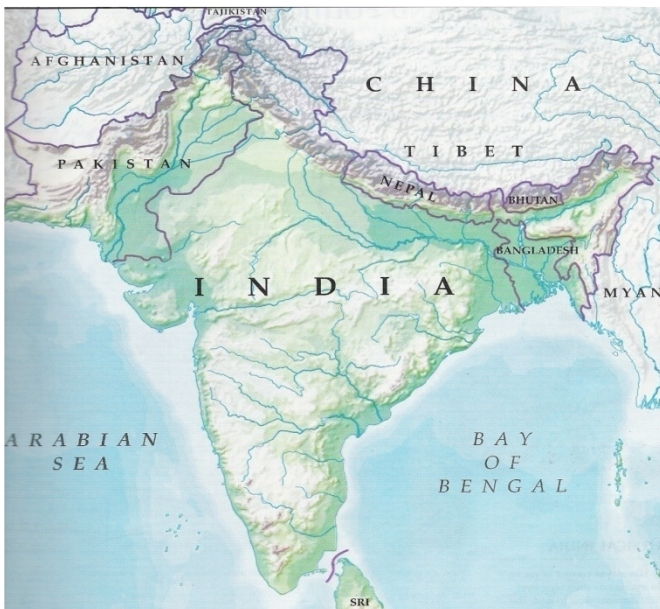 TAJIKISTAN
AFGHANISTAN
CHINA
PAKISTAN
TIBET
NEPAL
BHUTAN
BANGLADESH
INDIA
MYAN
ARABIAN
SEA
BAY
OF
BENGAL
SRI